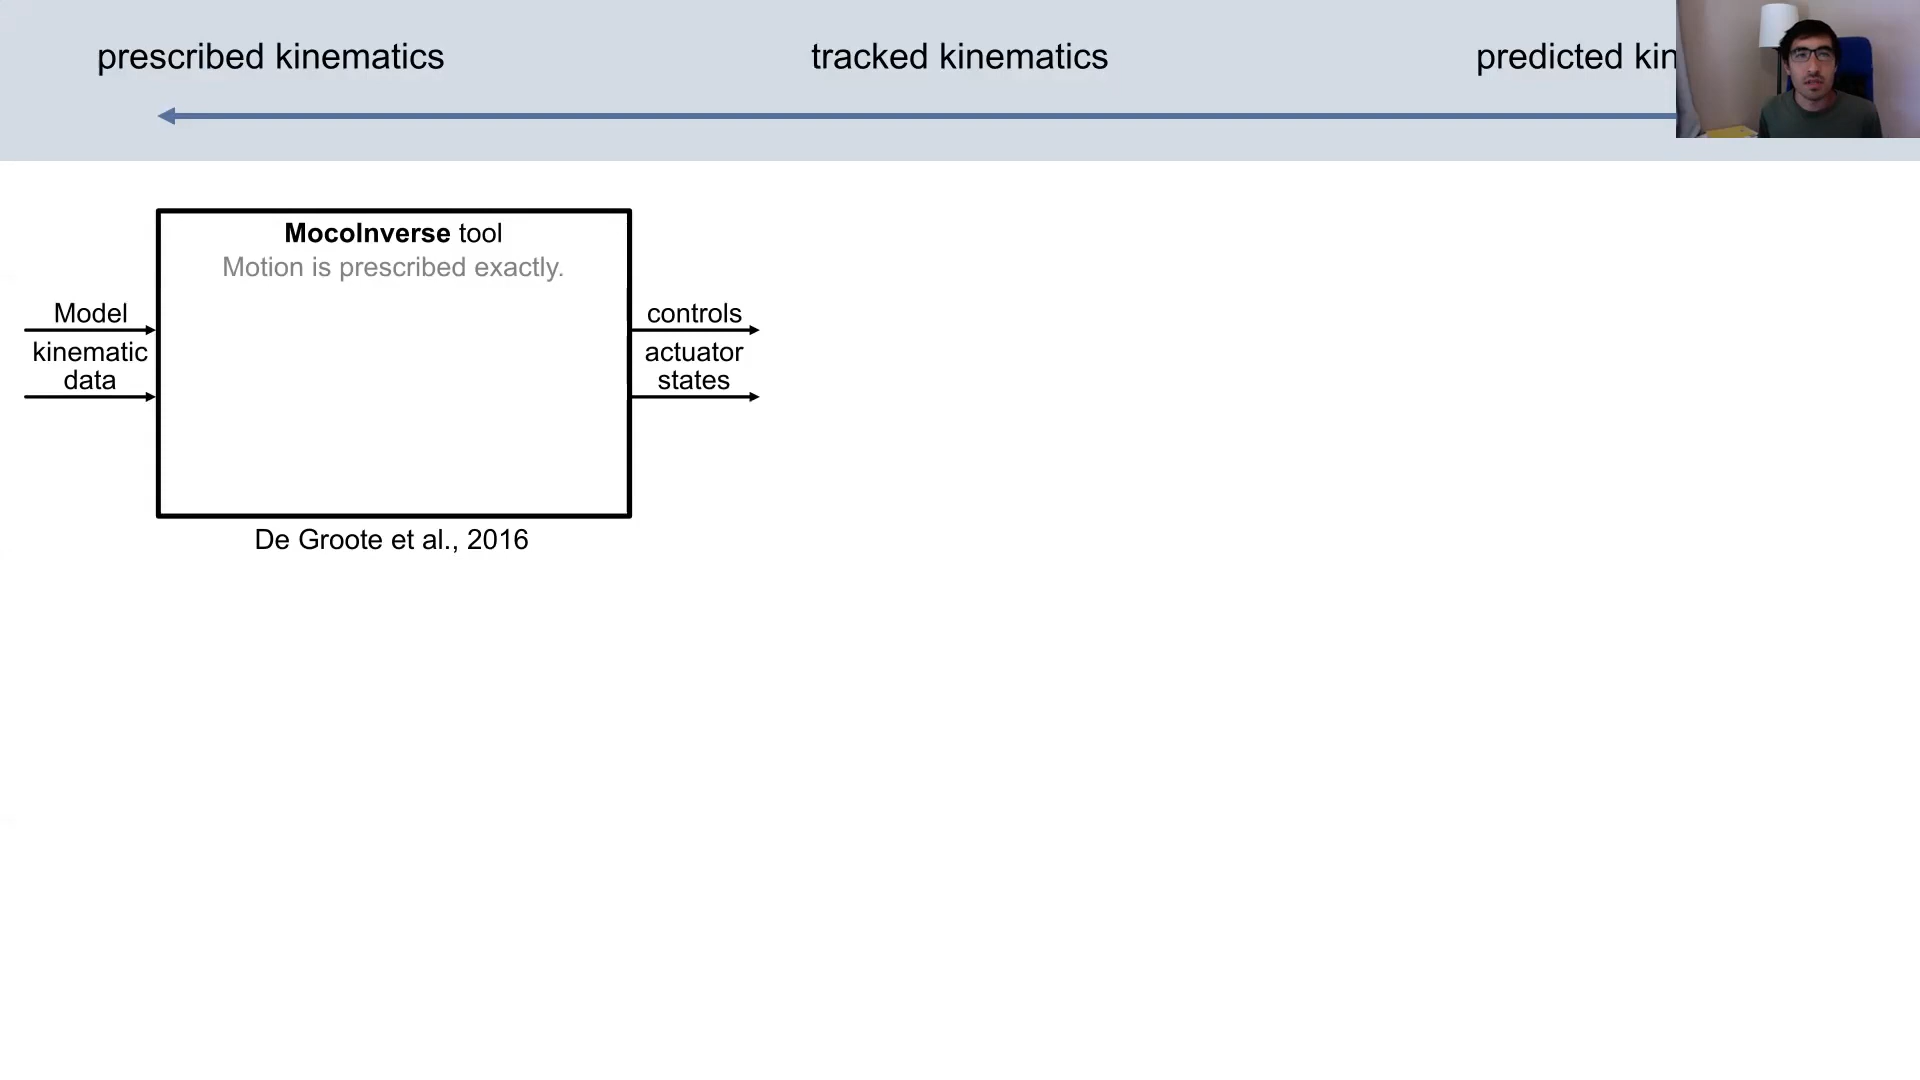 prescribed kinematics
tracked kinematics
predicted
MocoInverse tool
Motion is prescribed exactly.
Model
kinematic
data
controls
actuator
states
De Groote et al., 2016